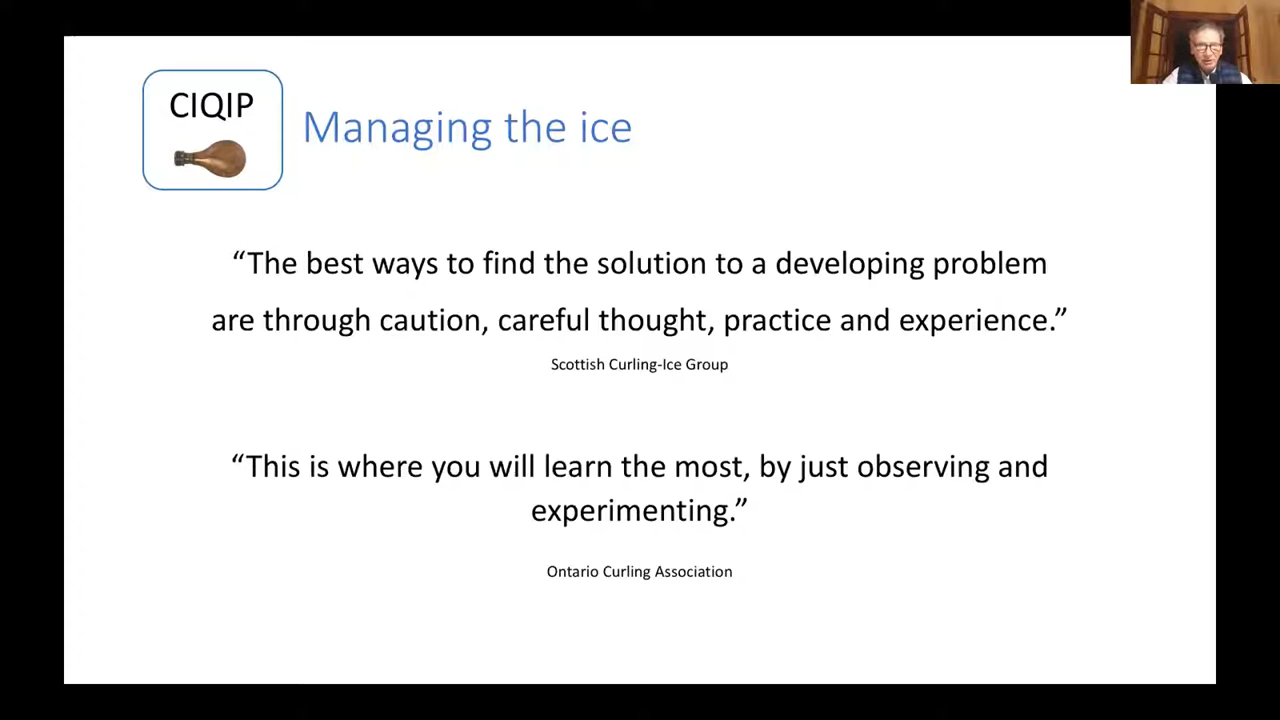 CIQIP
Managing the ice
“The best ways to find the solution to a developing problem
are through caution, careful thought, practice and experience.”
Scottish Curling-Ice Group
“This is where you will learn the most, by just observing and
experimenting.”
Ontario Curling Association